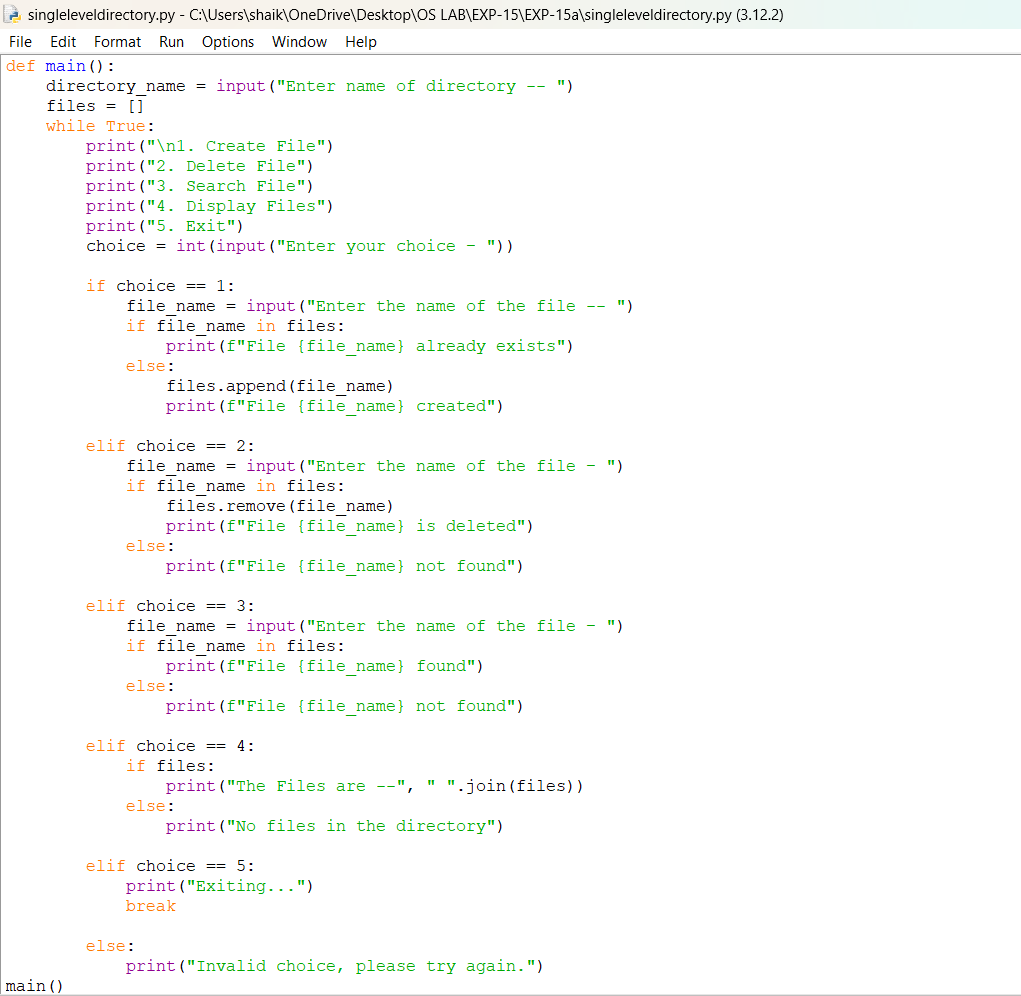 singleleveldirectory.py - C:\Users\shaik\OneDrive\Desktop\OS LAB\EXP-15\EXP-15a\singleleveldirectory.py (3.12.2)
File Edit Format Run Options Window Help
def main():
    directory_name = input("Enter name of directory -- ")
    files = []
    while True:
        print("\n1. Create File")
        print("2. Delete File")
        print("3. Search File")
        print("4. Display Files")
        print("5. Exit")
        choice = int(input("Enter your choice - "))

        if choice == 1:
            file_name = input("Enter the name of the file -- ")
            if file_name in files:
                print(f"File {file_name} already exists")
            else:
                files.append(file_name)
                print(f"File {file_name} created")

        elif choice == 2:
            file_name = input("Enter the name of the file - ")
            if file_name in files:
                files.remove(file_name)
                print(f"File {file_name} is deleted")
            else:
                print(f"File {file_name} not found")

        elif choice == 3:
            file_name = input("Enter the name of the file - ")
            if file_name in files:
                print(f"File {file_name} found")
            else:
                print(f"File {file_name} not found")

        elif choice == 4:
            if files:
                print("The Files are --", " ".join(files))
            else:
                print("No files in the directory")

        elif choice == 5:
            print("Exiting...")
            break

        else:
            print("Invalid choice, please try again.")
main()